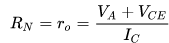 R_N = r_o = \frac{V_A + V_{CE}}{I_C}